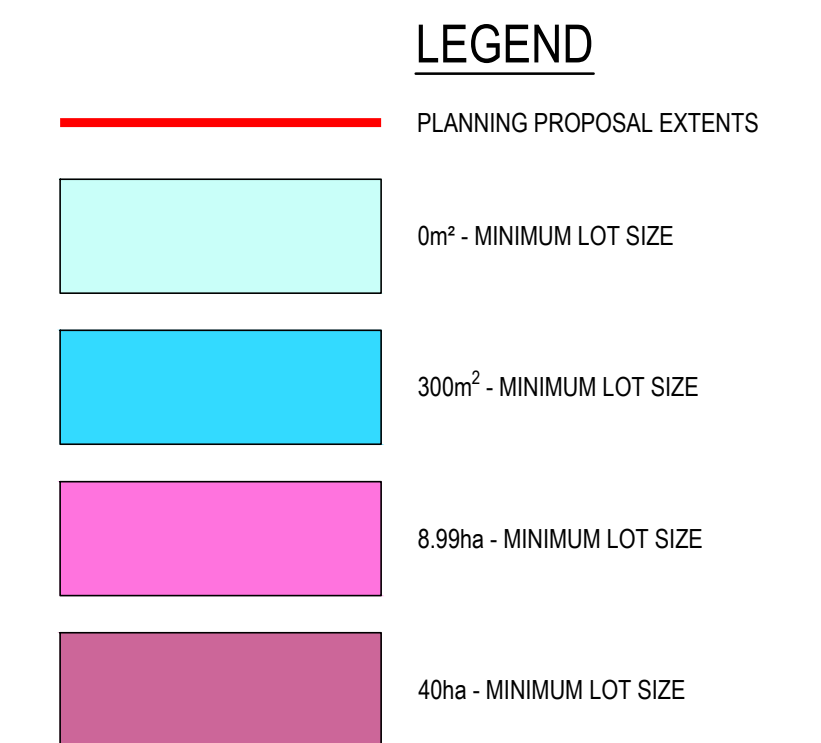 LEGEND
PLANNING PROPOSAL EXTENTS
0m² - MINIMUM LOT SIZE
300m² - MINIMUM LOT SIZE
8.99ha - MINIMUM LOT SIZE
40ha - MINIMUM LOT SIZE